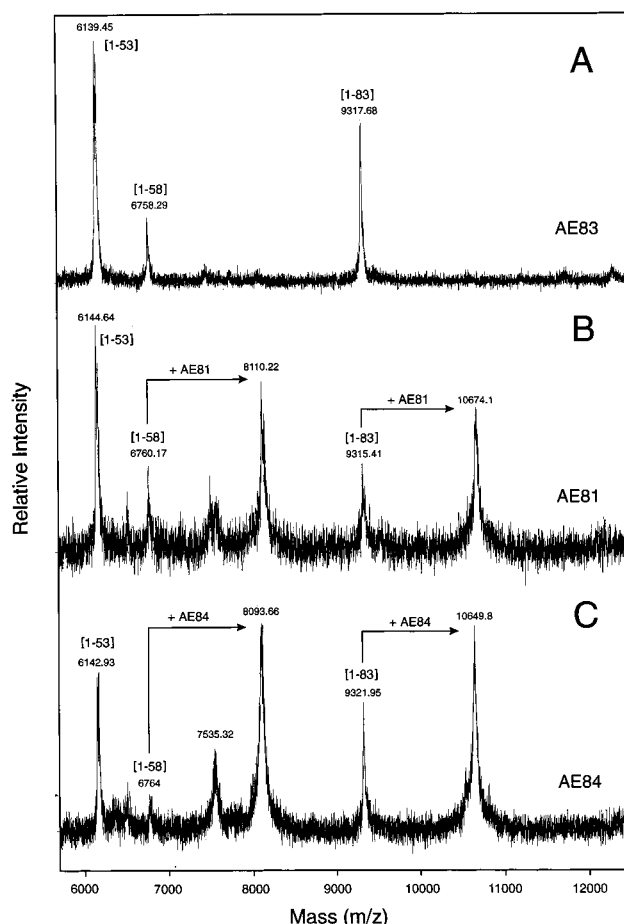 6139.45
[1-53]
A
[1-83]
9317.68
[1-58]
6758.29
AE83
6144.64
[1-53]
B
8110.22
+ AE81
+ AE81
10674.1
[1-58]
6760.17
[1-83]
9315.41
AE81
Relative Intensity
8093.66
+ AE84
10649.8
+ AE84
C
[1-53]
6142.93
[1-83]
9321.95
7535.32
[1-58]
6764
AE84
6000 7000 8000 9000 10000 11000 12000
Mass (m/z)